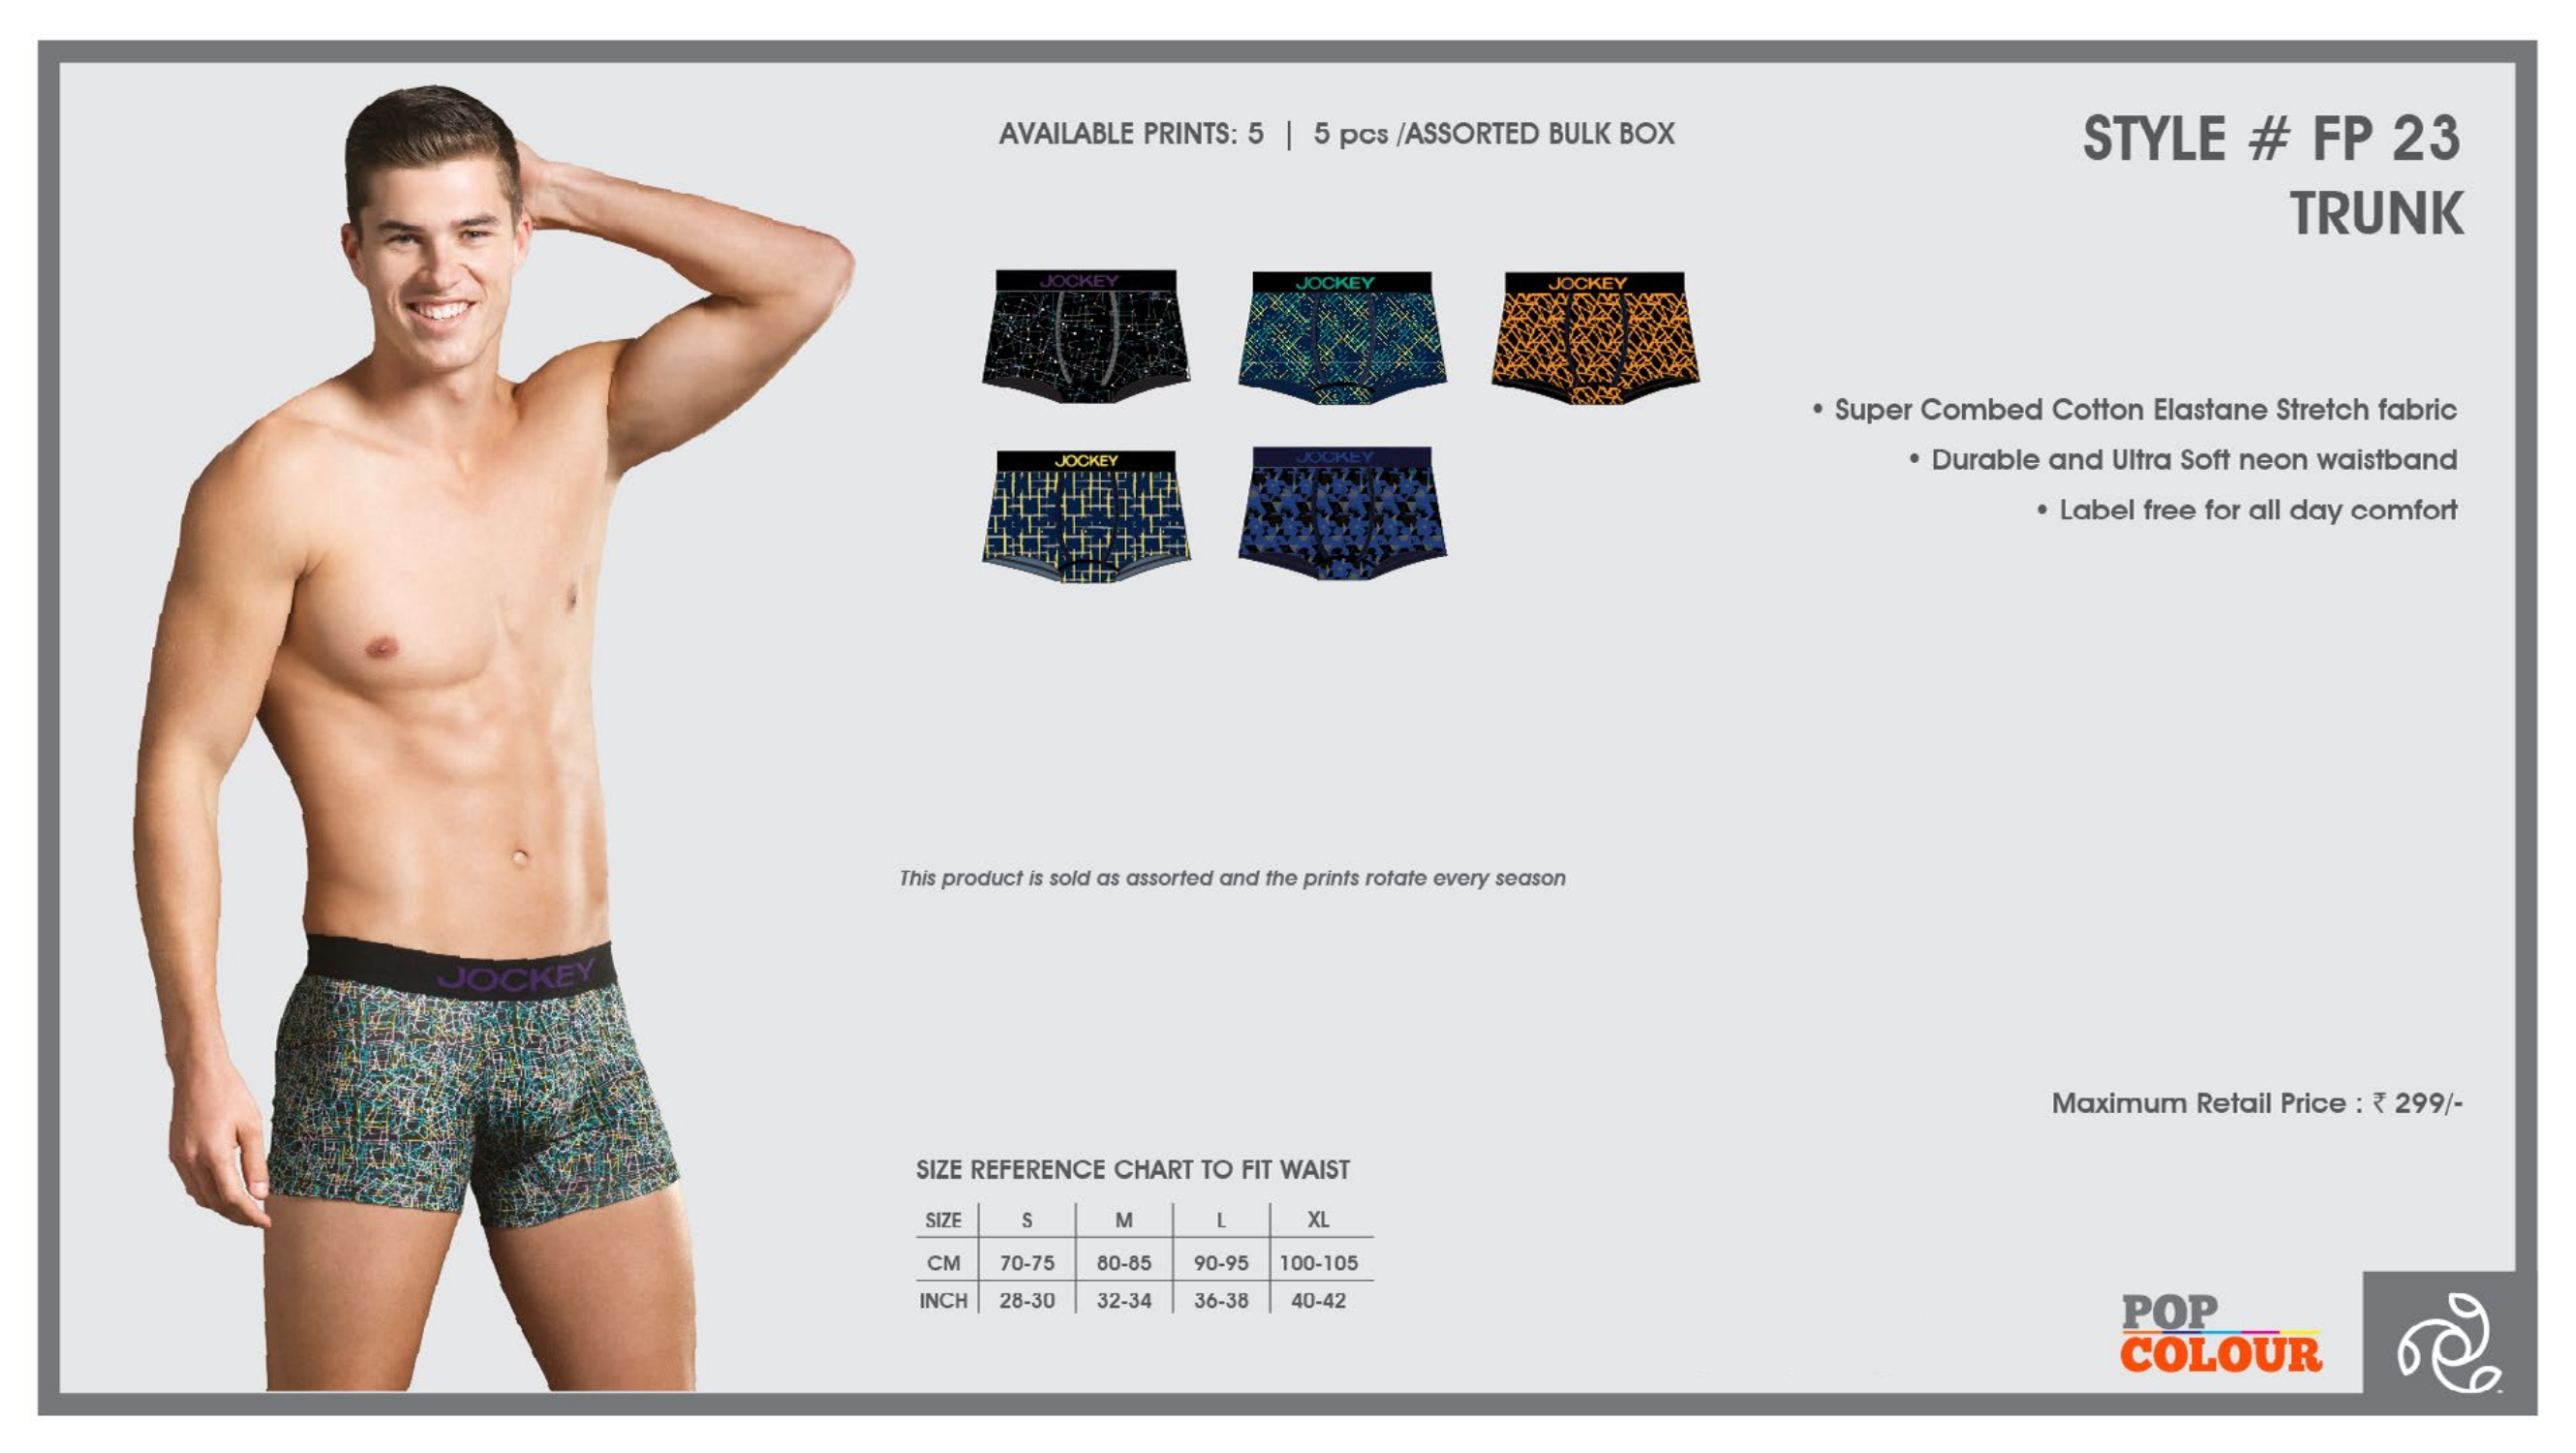 AVAILABLE PRINTS: 5 | 5 pcs /ASSORTED BULK BOX
STYLE # FP 23
TRUNK
JOCKEY
JOCKEY
JOCKEY
JOCKEY
JOCKEY
• Super Combed Cotton Elastane Stretch fabric
• Durable and Ultra Soft neon waistband
• Label free for all day comfort
This product is sold as assorted and the prints rotate every season
JOCKEY
Maximum Retail Price : ₹ 299/-
SIZE REFERENCE CHART TO FIT WAIST
SIZE S M L XL
CM 70-75 80-85 90-95 100-105
INCH 28-30 32-34 36-38 40-42
POP
COLOUR